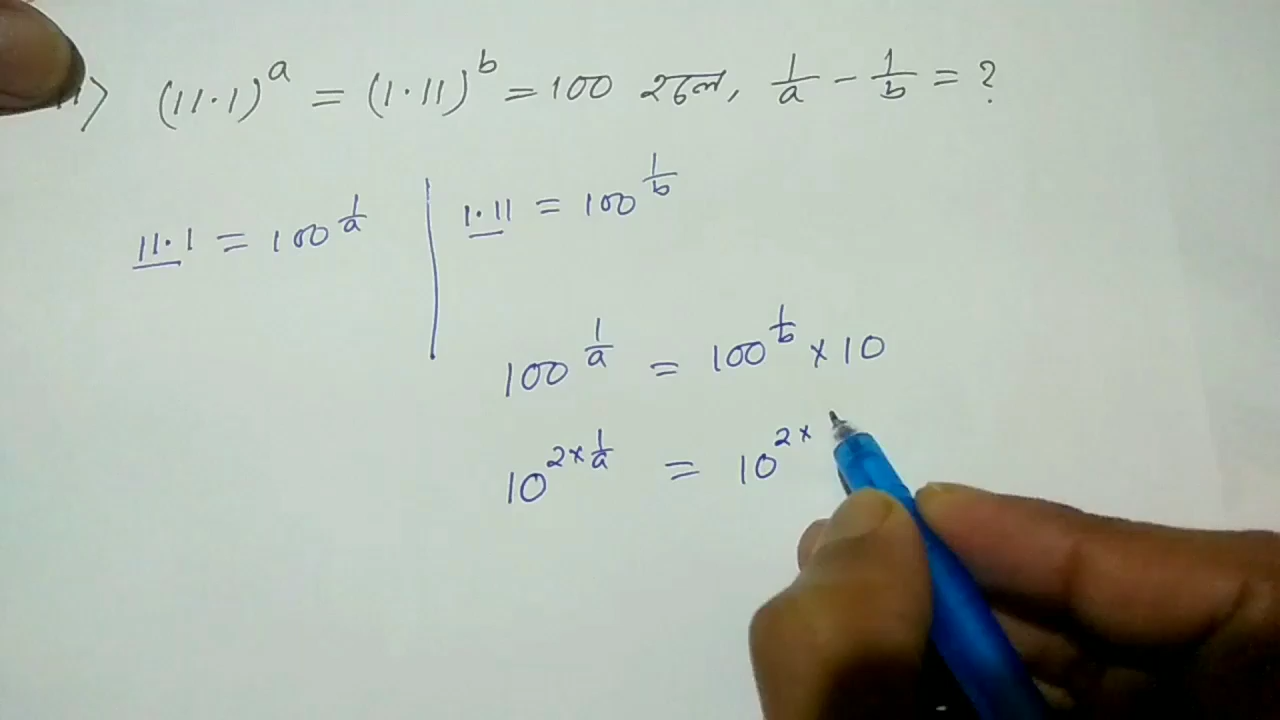 > (11·1)^a = (1·11)^b = 100 হলে, 1/a - 1/b = ?
11·1 = 100^1/a | 1·11 = 100^1/b
100^1/a = 100^1/b × 10
10^2×1/a = 10^2×